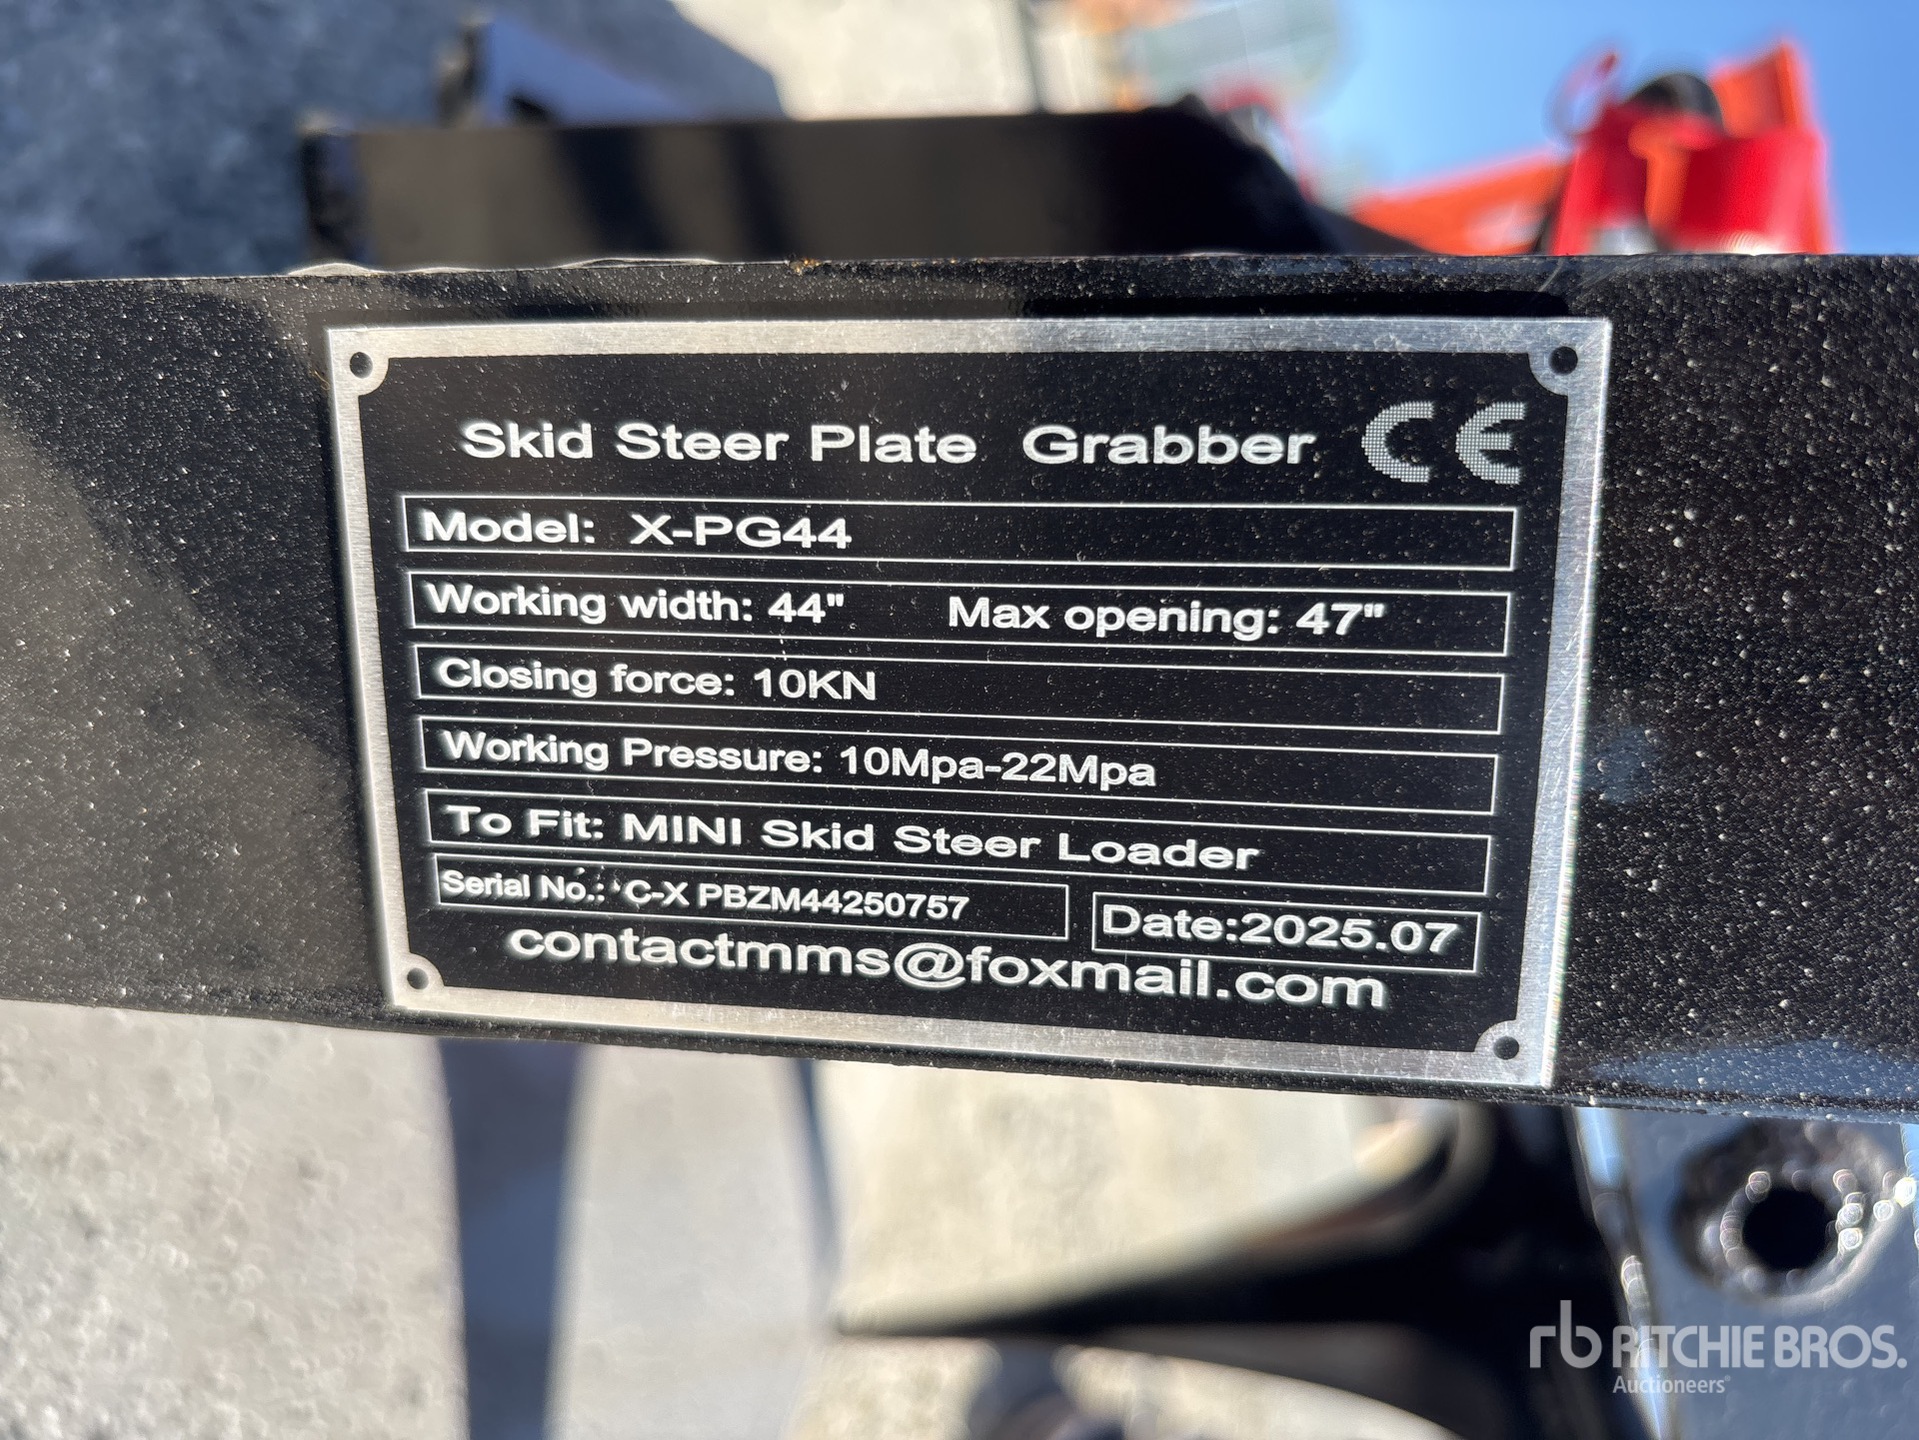 Skid Steer Plate Grabber CE
Model: X-PG44
Working width: 44" Max opening: 47"
Closing force: 10KN
Working Pressure: 10Mpa-22Mpa
To Fit: MINI Skid Steer Loader
Serial No.: C-X PBZM44250757 Date:2025.07
contactmms@foxmail.com
rb RITCHIE BROS.
Auctioneers